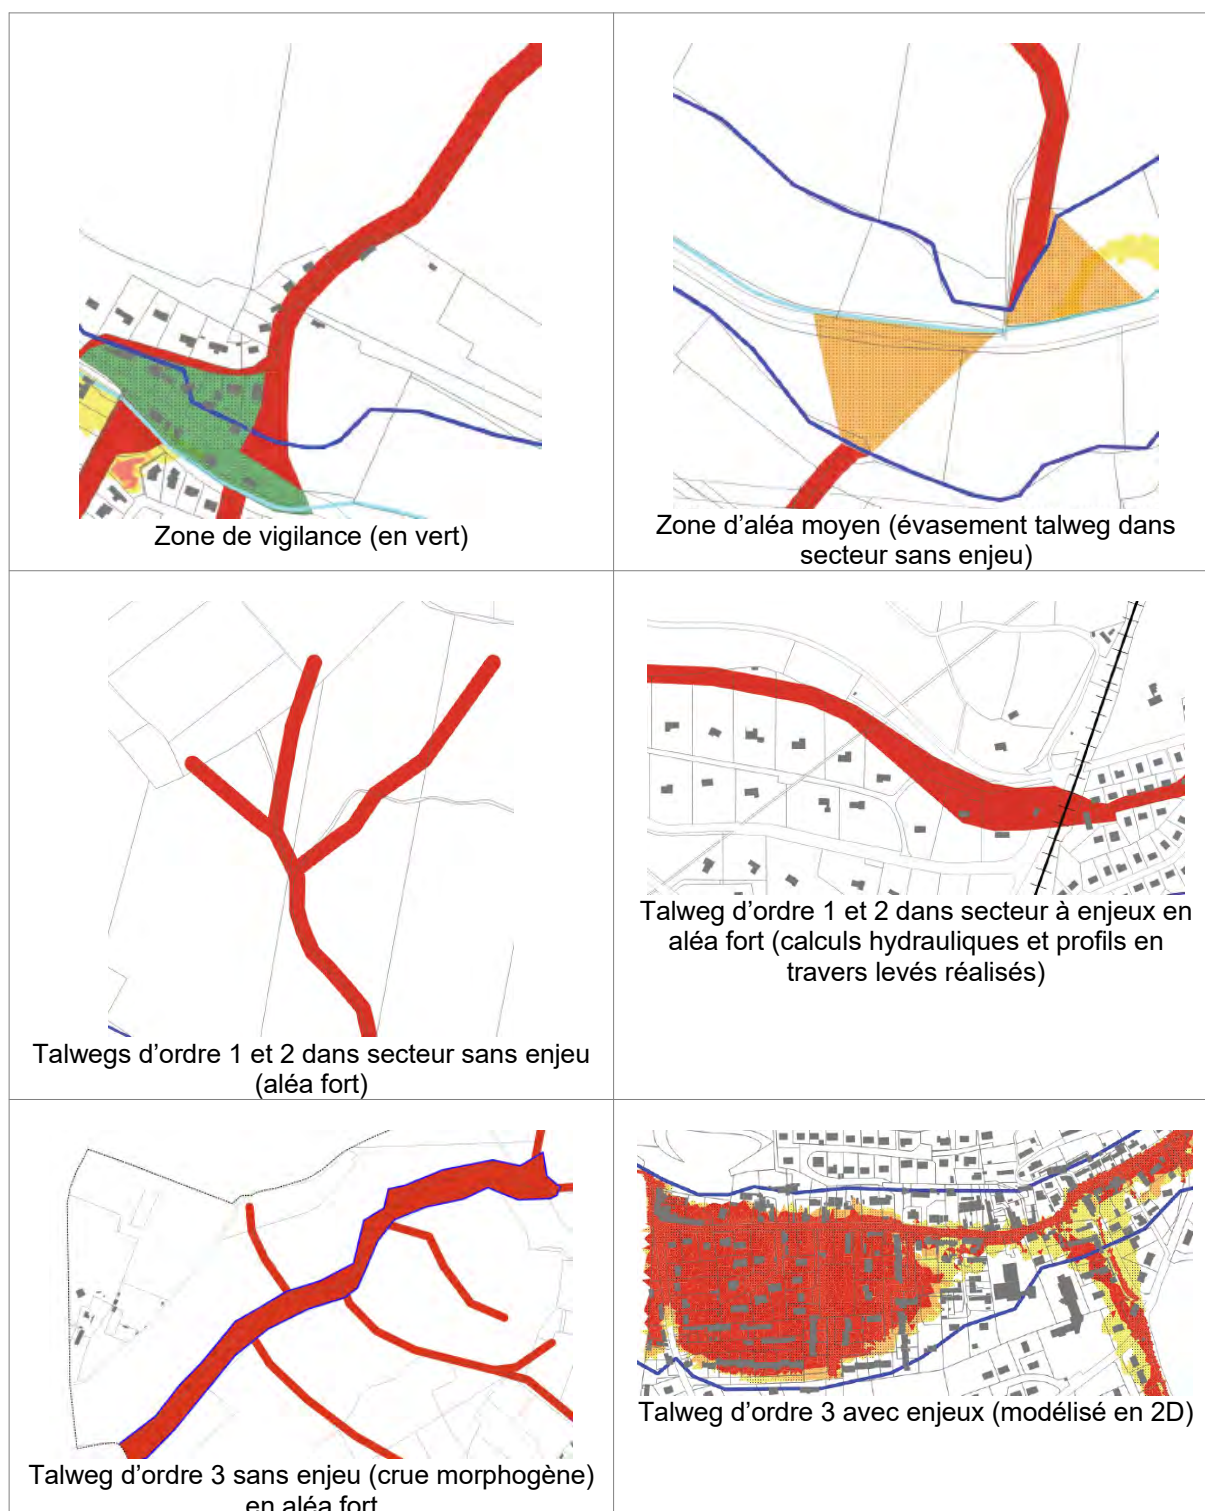 Zone de vigilance (en vert)
Zone d'aléa moyen (évasement talweg dans
secteur sans enjeu)
Talwegs d'ordre 1 et 2 dans secteur sans enjeu
(aléa fort)
Talweg d'ordre 1 et 2 dans secteur à enjeux en
aléa fort (calculs hydrauliques et profils en
travers levés réalisés)
Talweg d'ordre 3 sans enjeu (crue morphogène)
en aléa fort
Talweg d'ordre 3 avec enjeux (modélisé en 2D)